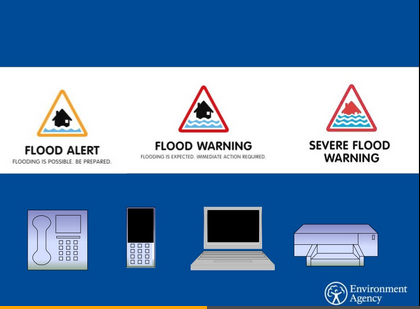 FLOOD ALERT
FLOODING IS POSSIBLE. BE PREPARED.
FLOOD WARNING
FLOODING IS EXPECTED. IMMEDIATE ACTION REQUIRED.
SEVERE FLOOD
WARNING
Environment
Agency